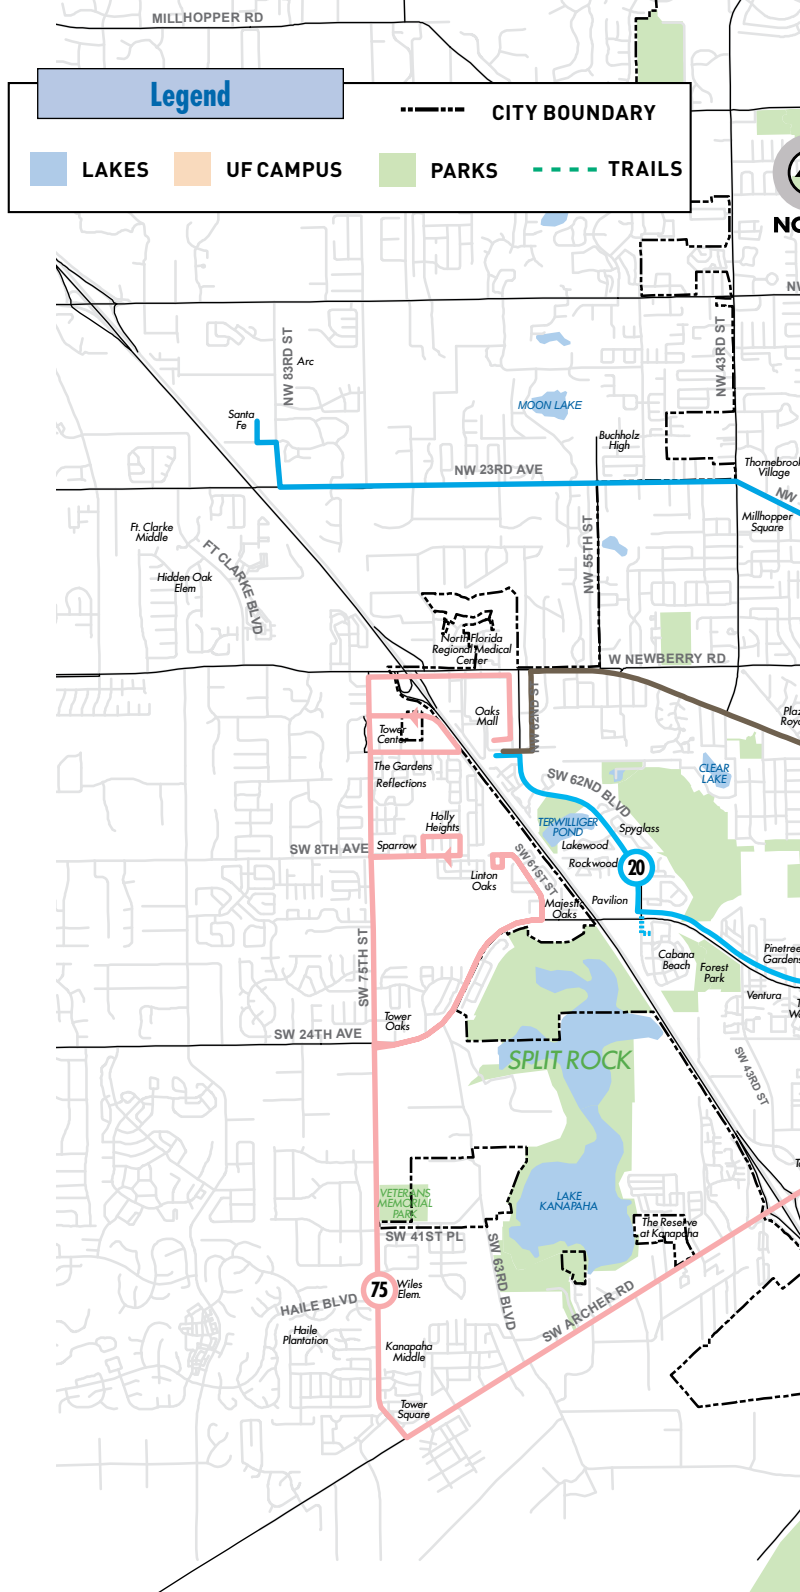 MILLHOPPER RD
Legend
CITY BOUNDARY
LAKES
UF CAMPUS
PARKS
TRAILS
NW 83RD ST
Arc
NW 43RD ST
MOON LAKE
Santa
Fe
Buchholz
High
NW 23RD AVE
Thornebrook
Village
NW
Millhopper
Square
Ft. Clarke
Middle
FT CLARKE BLVD
NW 55TH ST
Hidden Oak
Elem
North Florida
Regional Medical
Center
W NEWBERRY RD
NW 62ND ST
Oaks
Mall
Tower
Center
The Gardens
Reflections
CLEAR
LAKE
SW 62ND BLVD
Holly
Heights
TERWILLIGER
POND
Spyglass
SW 8TH AVE
Sparrow
Lakewood
SW 61ST ST
Rockwood
20
Linton
Oaks
Majestic
Oaks
Pavilion
SW 75TH ST
Cabana
Beach
Forest
Park
Pinetree
Gardens
Ventura
Tower
Oaks
SW 24TH AVE
SPLIT ROCK
SW 43RD ST
VETERANS
MEMORIAL
PARK
LAKE
KANAPAHA
The Reserve
at Kanapaha
SW 41ST PL
SW 63RD BLVD
75
Wiles
Elem.
HAILE BLVD
SW ARCHER RD
Haile
Plantation
Kanapaha
Middle
Tower
Square